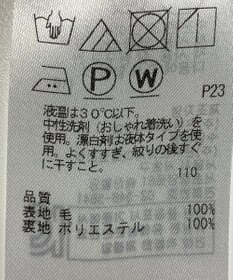 P W
P23
液温は30℃以下。
中性洗剤(おしゃれ着洗い)を
使用。漂白剤は液体タイプを使
用。よくすすぎ、絞りの後すぐ
に干すこと。
110
品質
表地 毛 100%
裏地 ポリエステル 100%